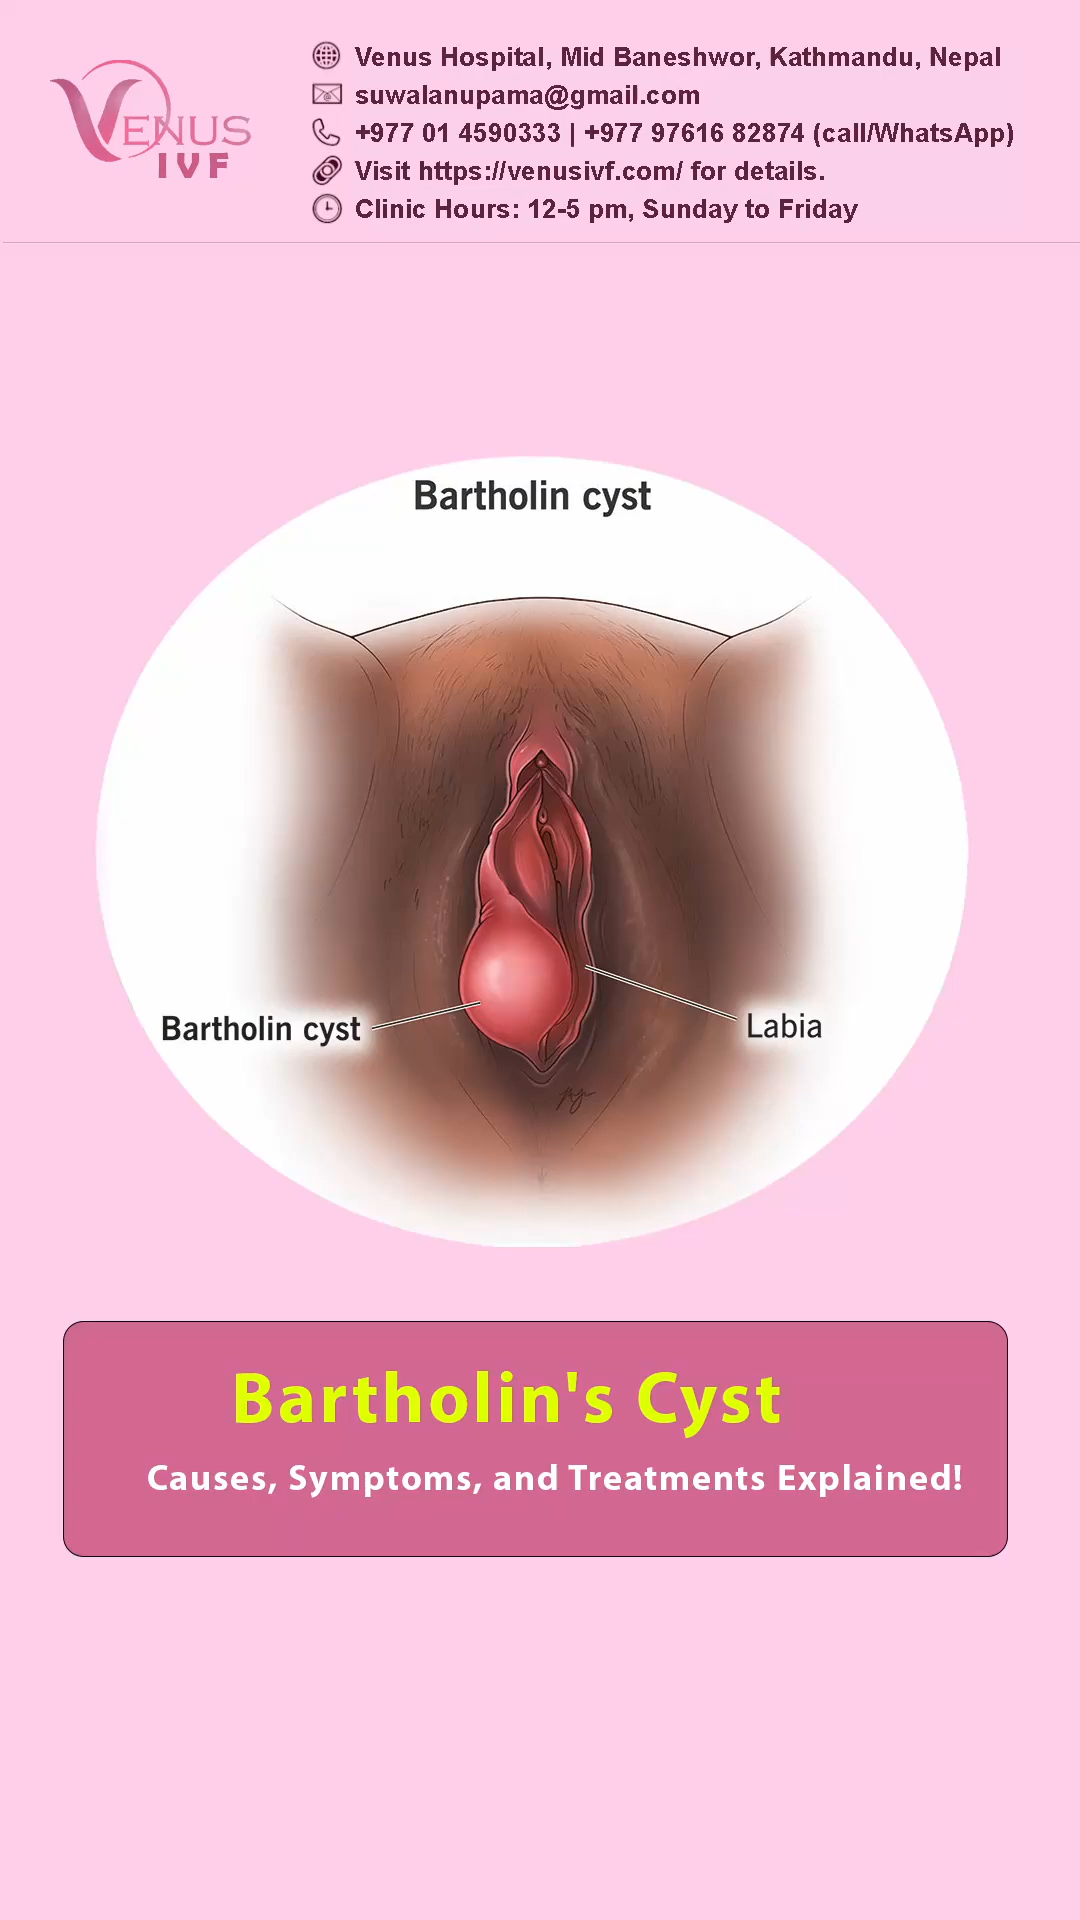 VENUS
IVF
Venus Hospital, Mid Baneshwor, Kathmandu, Nepal
suwalanupama@gmail.com
+977 01 4590333 | +977 97616 82874 (call/WhatsApp)
Visit https://venusivf.com/ for details.
Clinic Hours: 12-5 pm, Sunday to Friday
Bartholin cyst
Bartholin cyst
Labia
Bartholin's Cyst
Causes, Symptoms, and Treatments Explained!